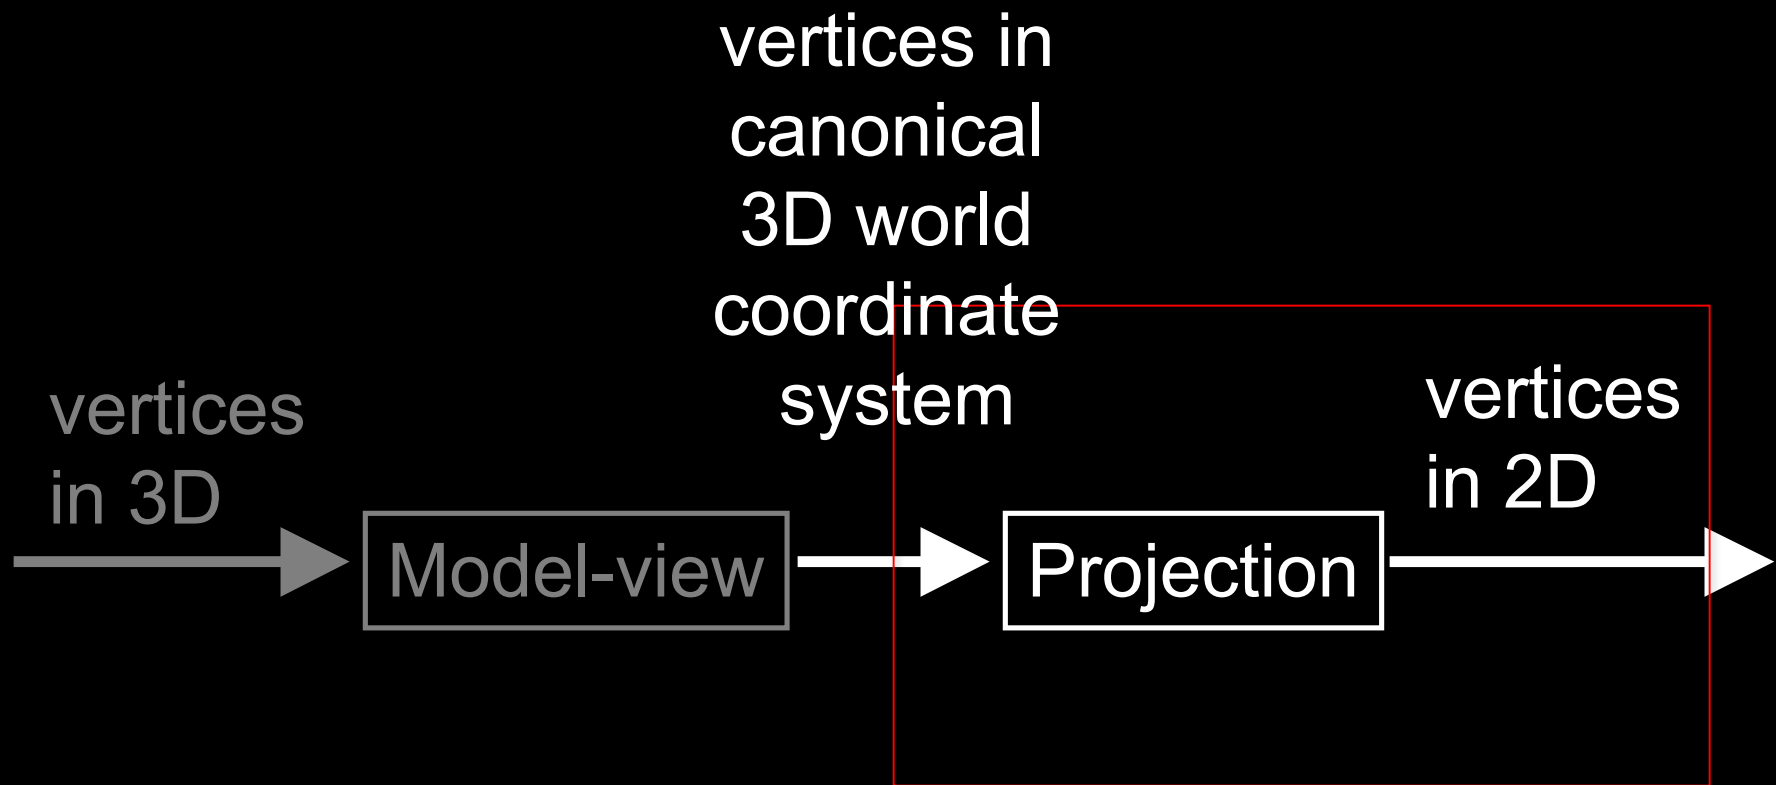 vertices in
canonical
3D world
coordinate
system
vertices
in 3D
vertices
in 2D
Model-view
Projection